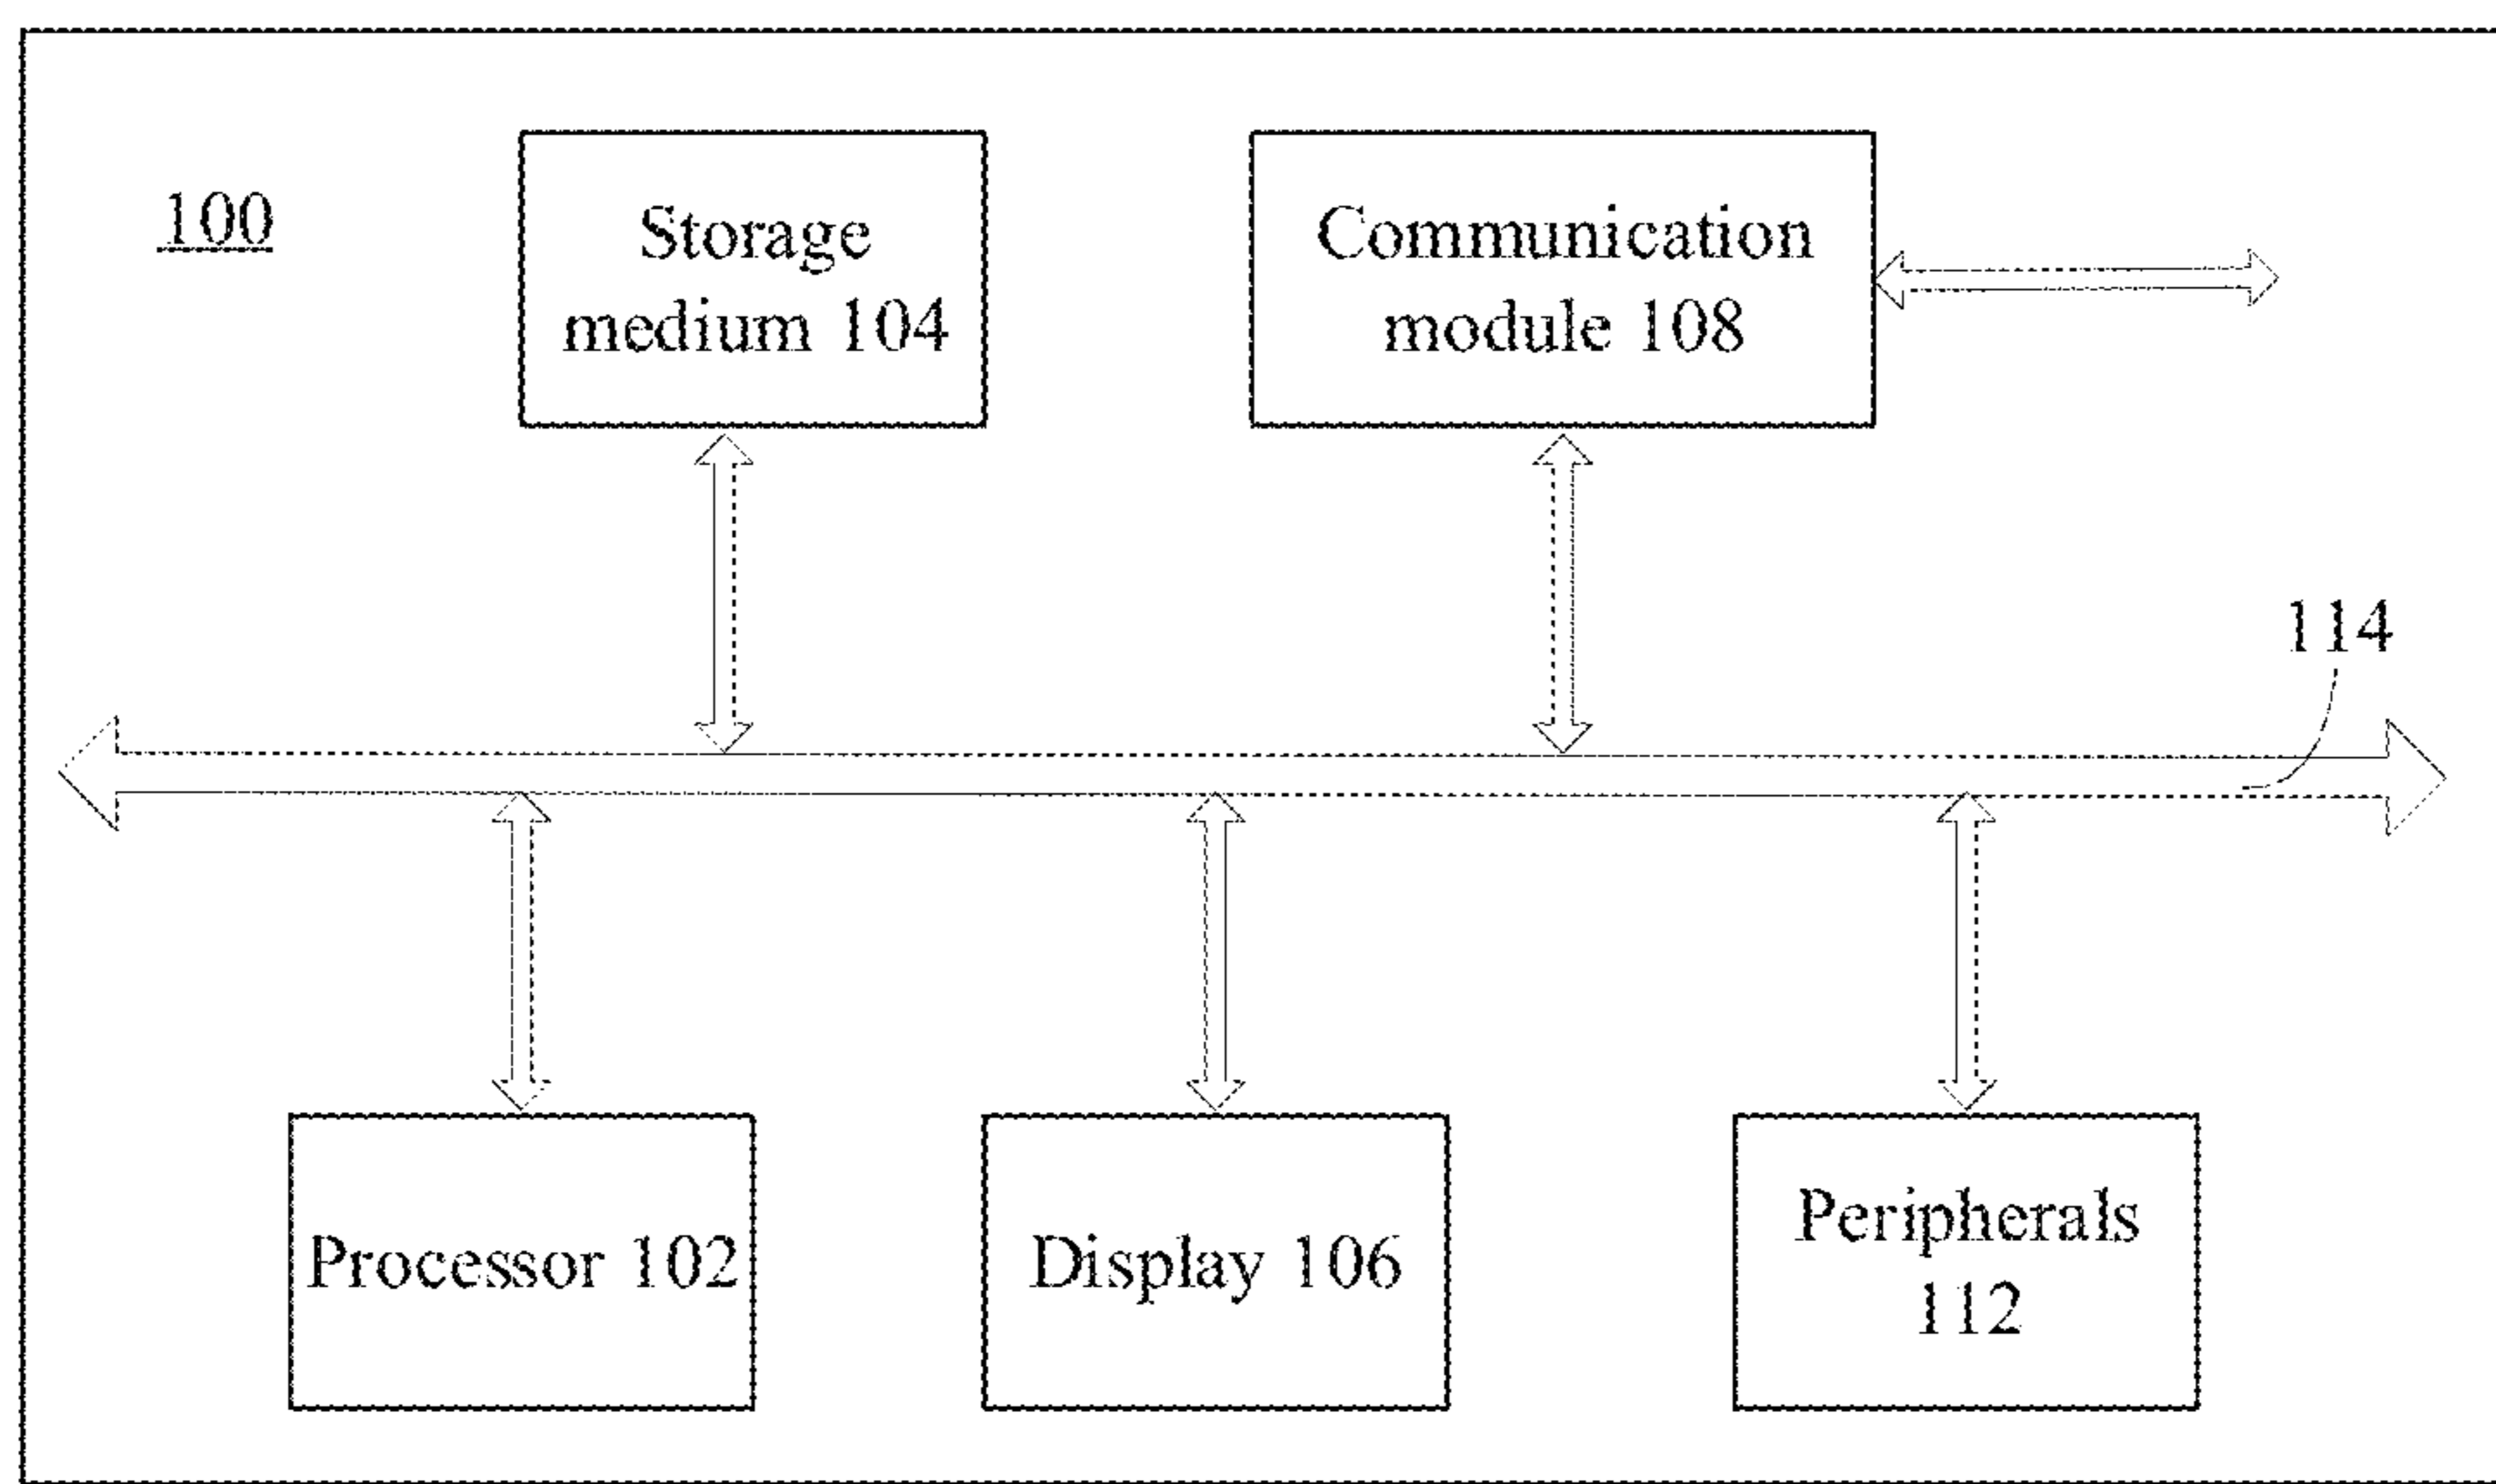 100
Storage
medium 104
Communication
module 108
114
Processor 102
Display 106
Peripherals
112